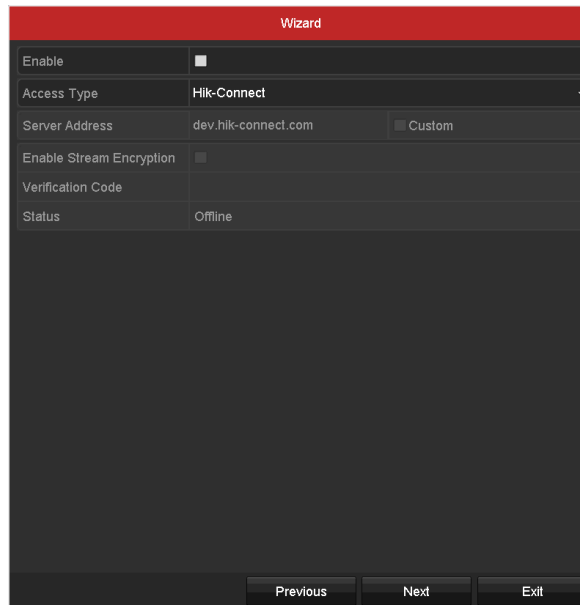 Wizard
Enable
Access Type Hik-Connect
Server Address dev.hik-connect.com Custom
Enable Stream Encryption
Verification Code
Status Offline
Previous Next Exit